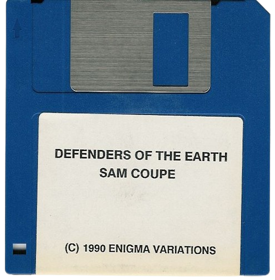 DEFENDERS OF THE EARTH
SAM COUPE
(C) 1990 ENIGMA VARIATIONS